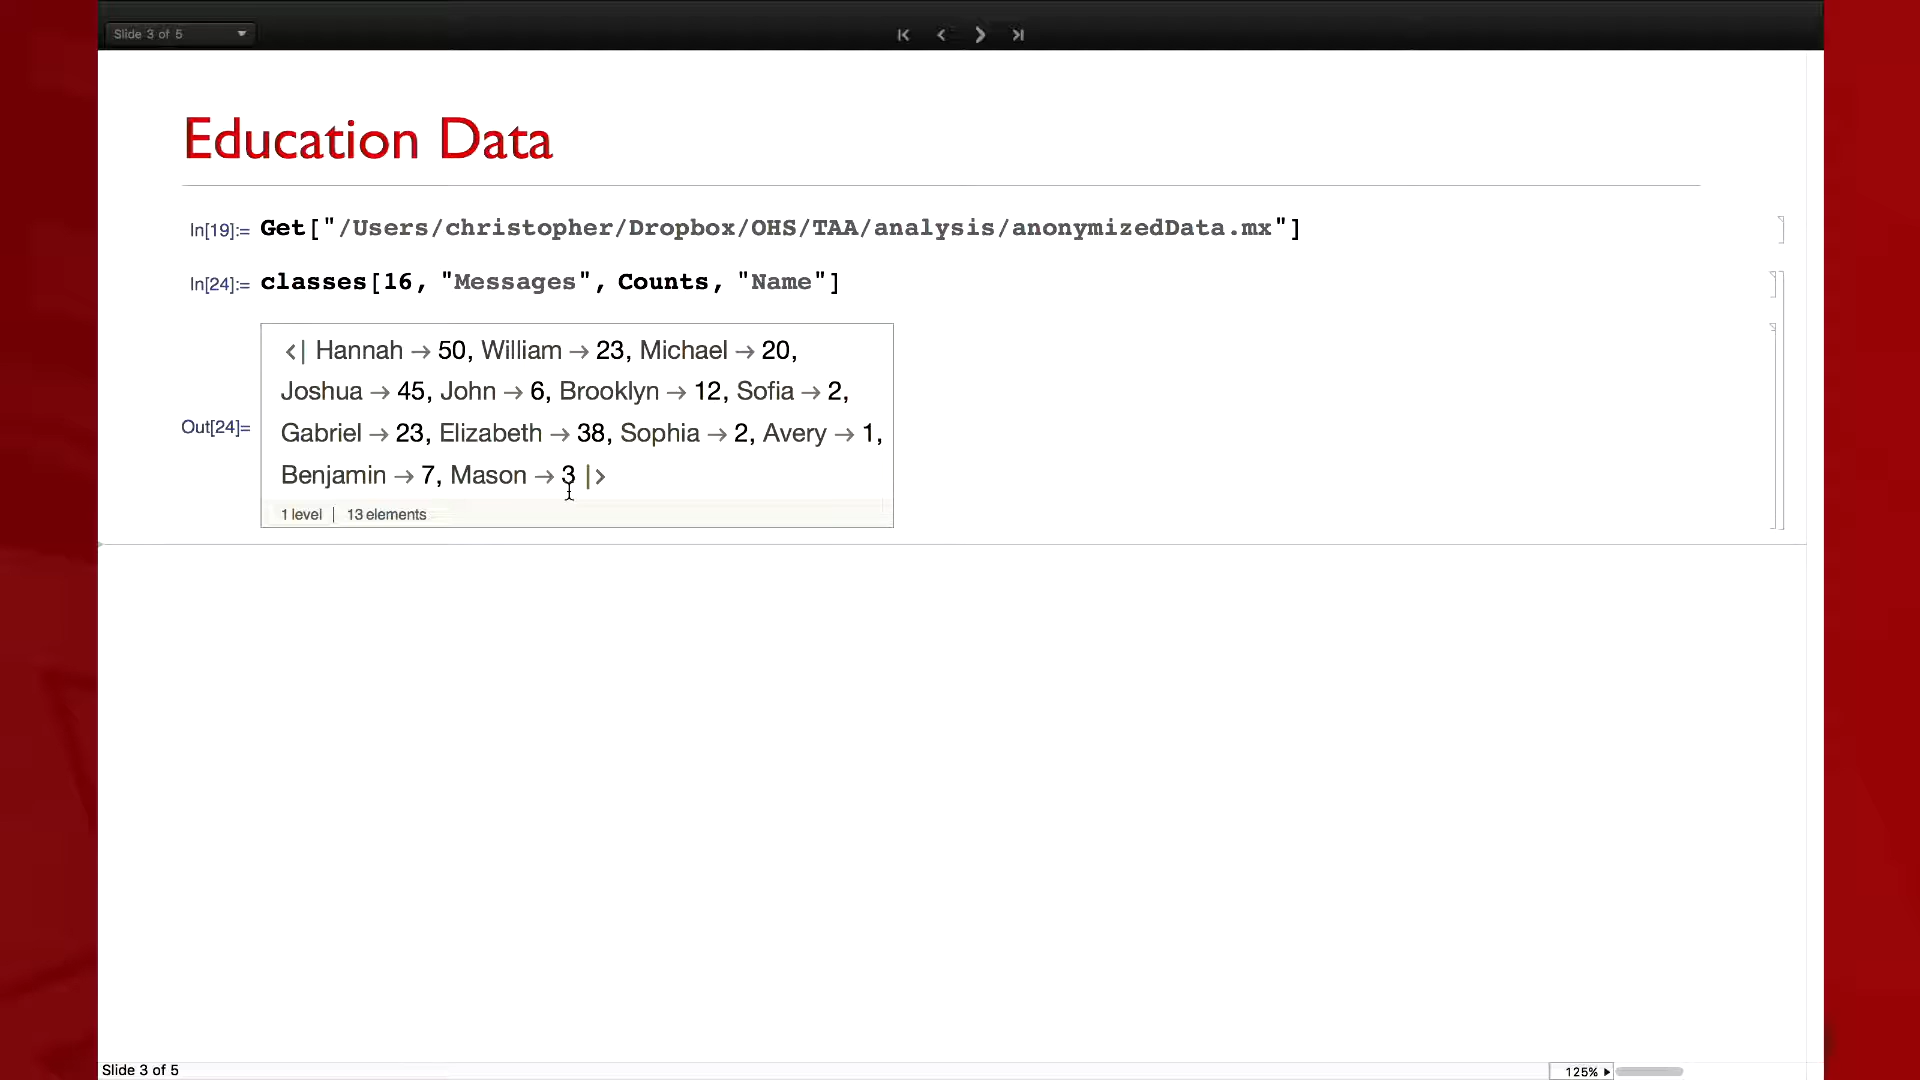 Slide 3 of 5
Education Data
In[19]:= Get["/Users/christopher/Dropbox/OHS/TAA/analysis/anonymizedData.mx"]
In[24]:= classes[16, "Messages", Counts, "Name"]
<| Hannah → 50, William → 23, Michael → 20,
Joshua → 45, John → 6, Brooklyn → 12, Sofia → 2,
Out[24]= Gabriel → 23, Elizabeth → 38, Sophia → 2, Avery → 1,
Benjamin → 7, Mason → 3 |>
1 level | 13 elements
Slide 3 of 5
125%